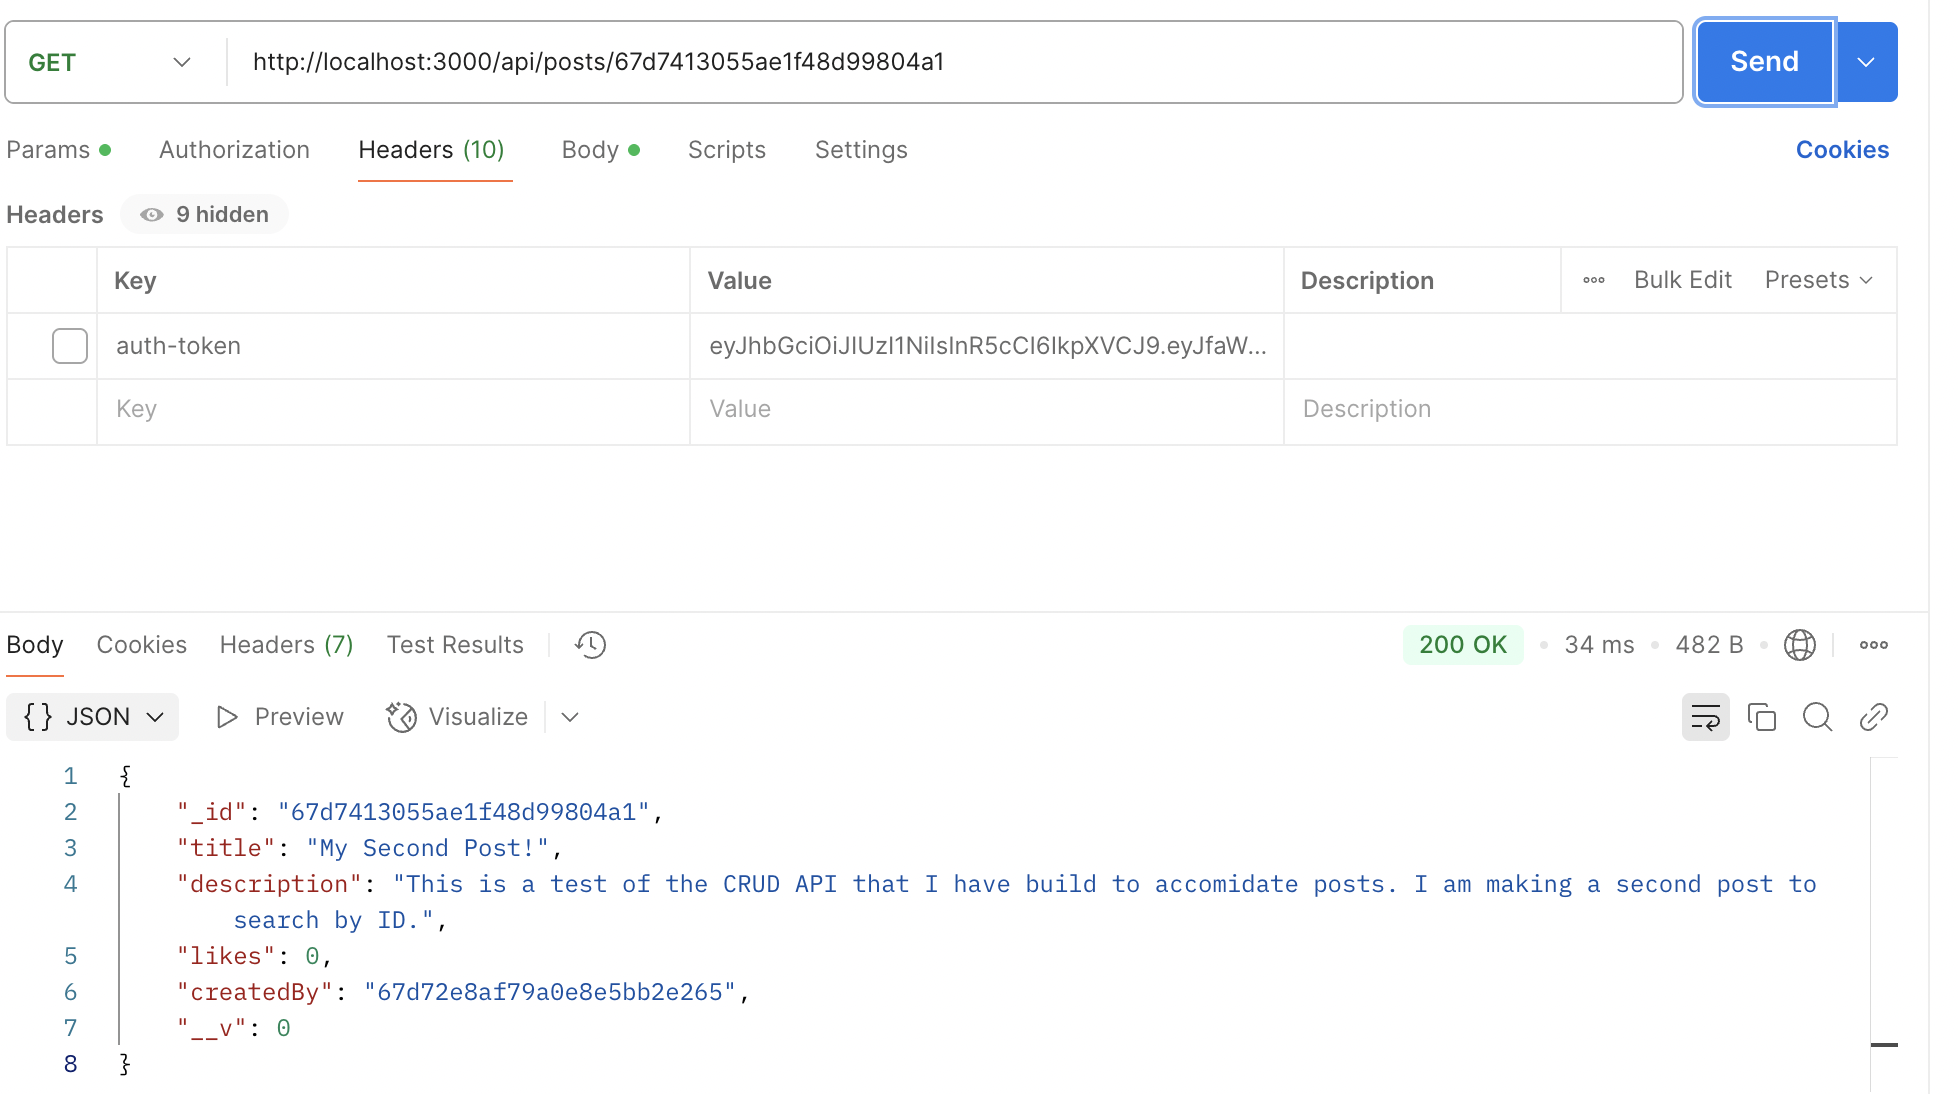 GET http://localhost:3000/api/posts/67d7413055ae1f48d99804a1 Send
Params Authorization Headers (10) Body Scripts Settings Cookies
Headers 9 hidden
Key Value Description Bulk Edit Presets
auth-token eyJhbGciOiJIUzI1NiIsInR5cCI6IkpXVCJ9.eyJfaW...
Key Value Description
Body Cookies Headers (7) Test Results 200 OK 34 ms 482 B
{} JSON Preview Visualize
1 {
2 "_id": "67d7413055ae1f48d99804a1",
3 "title": "My Second Post!",
4 "description": "This is a test of the CRUD API that I have build to accomidate posts. I am making a second post to
search by ID.",
5 "likes": 0,
6 "createdBy": "67d72e8af79a0e8e5bb2e265",
7 "__v": 0
8 }